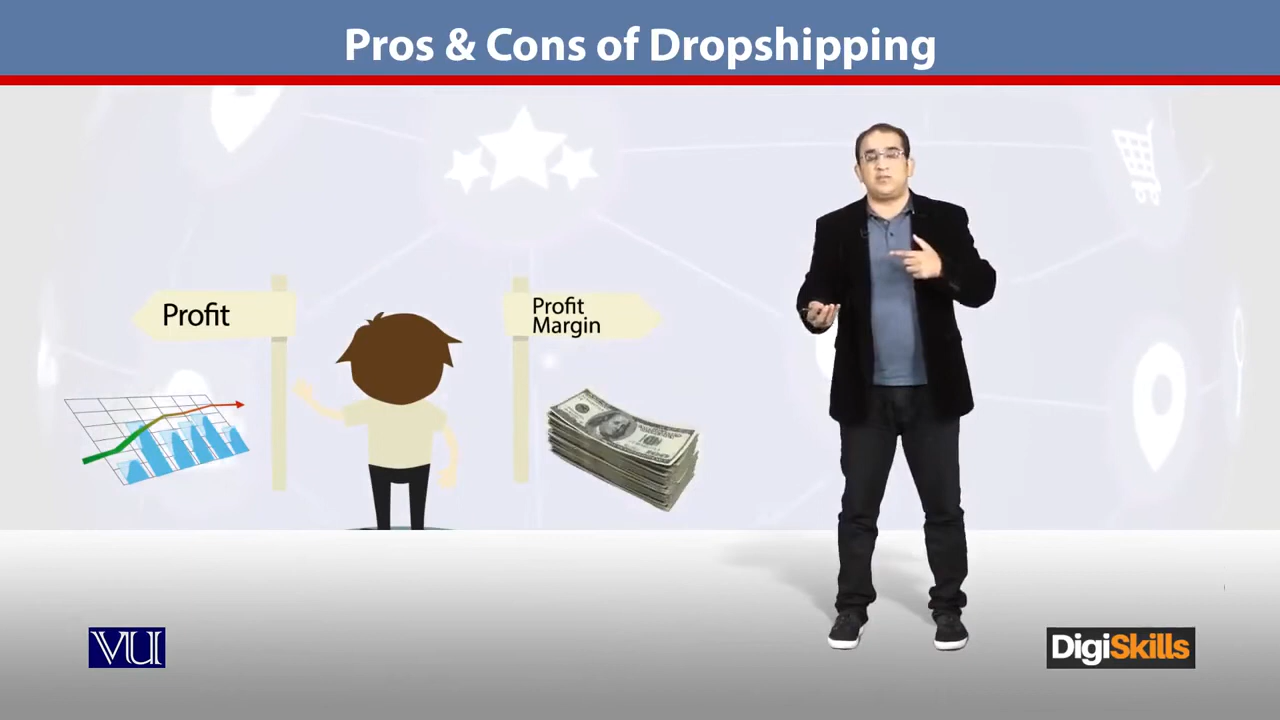 Pros & Cons of Dropshipping
Profit
Profit
Margin
VU
DigiSkills